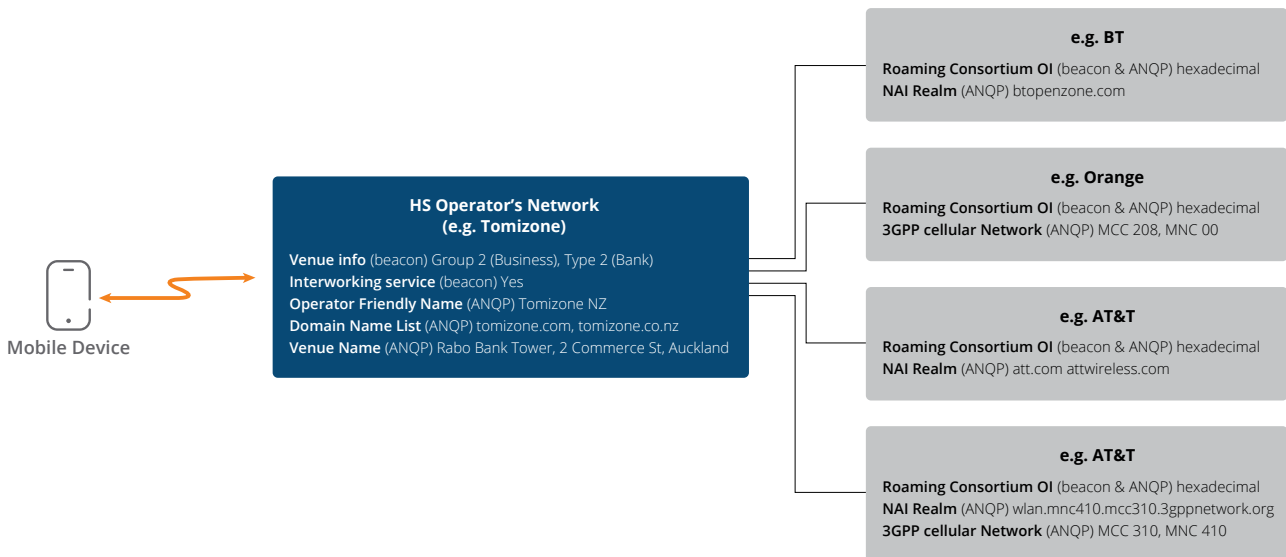 Mobile Device
HS Operator's Network
(e.g. Tomizone)
Venue info (beacon) Group 2 (Business), Type 2 (Bank)
Interworking service (beacon) Yes
Operator Friendly Name (ANQP) Tomizone NZ
Domain Name List (ANQP) tomizone.com, tomizone.co.nz
Venue Name (ANQP) Rabo Bank Tower, 2 Commerce St, Auckland
e.g. BT
Roaming Consortium OI (beacon & ANQP) hexadecimal
NAI Realm (ANQP) btopenzone.com
e.g. Orange
Roaming Consortium OI (beacon & ANQP) hexadecimal
3GPP cellular Network (ANQP) MCC 208, MNC 00
e.g. AT&T
Roaming Consortium OI (beacon & ANQP) hexadecimal
NAI Realm (ANQP) att.com attwireless.com
e.g. AT&T
Roaming Consortium OI (beacon & ANQP) hexadecimal
NAI Realm (ANQP) wlan.mnc410.mcc310.3gppnetwork.org
3GPP cellular Network (ANQP) MCC 310, MNC 410